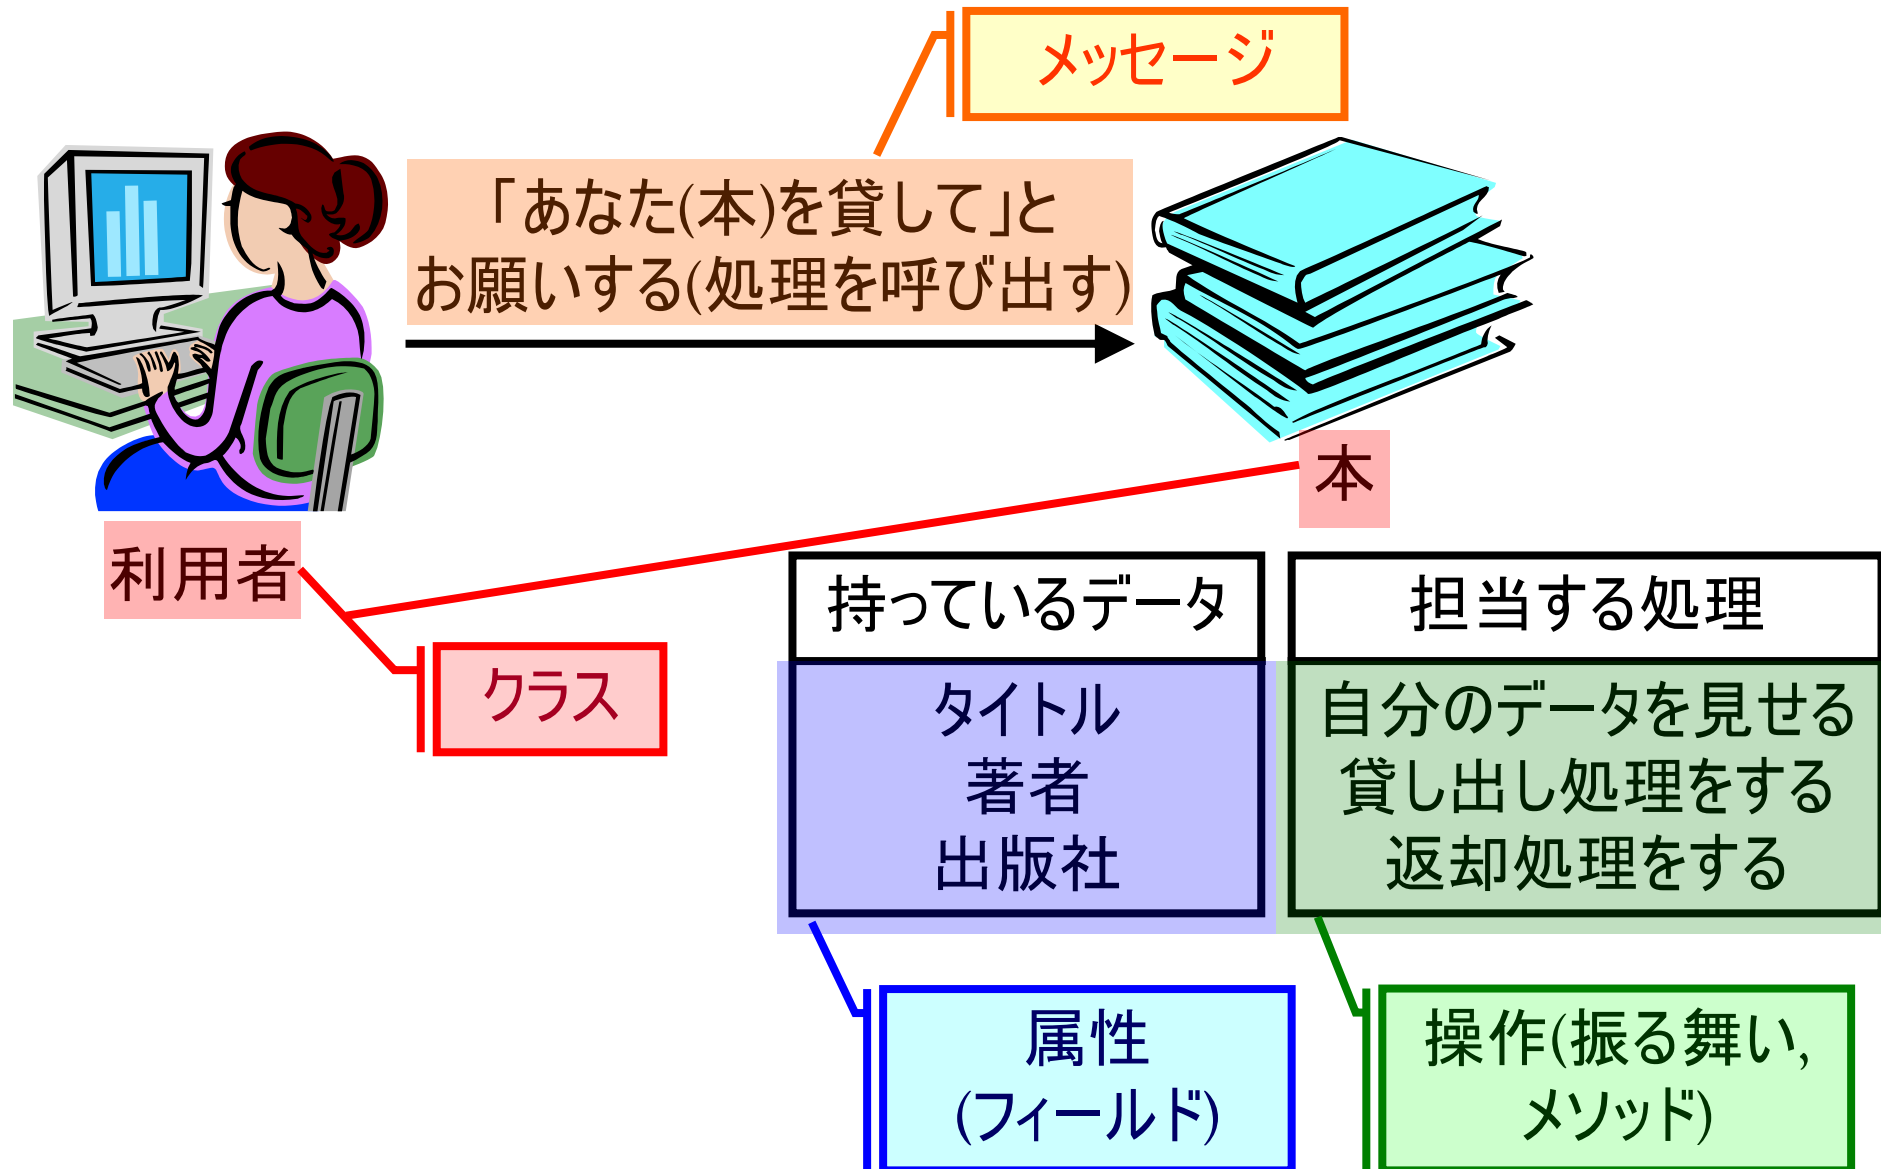 メッセージ
「あなた(本)を貸して」と
お願いする(処理を呼び出す)
本
利用者
クラス
持っているデータ
タイトル
著者
出版社
担当する処理
自分のデータを見せる
貸し出し処理をする
返却処理をする
属性
(フィールド)
操作(振る舞い,
メソッド)